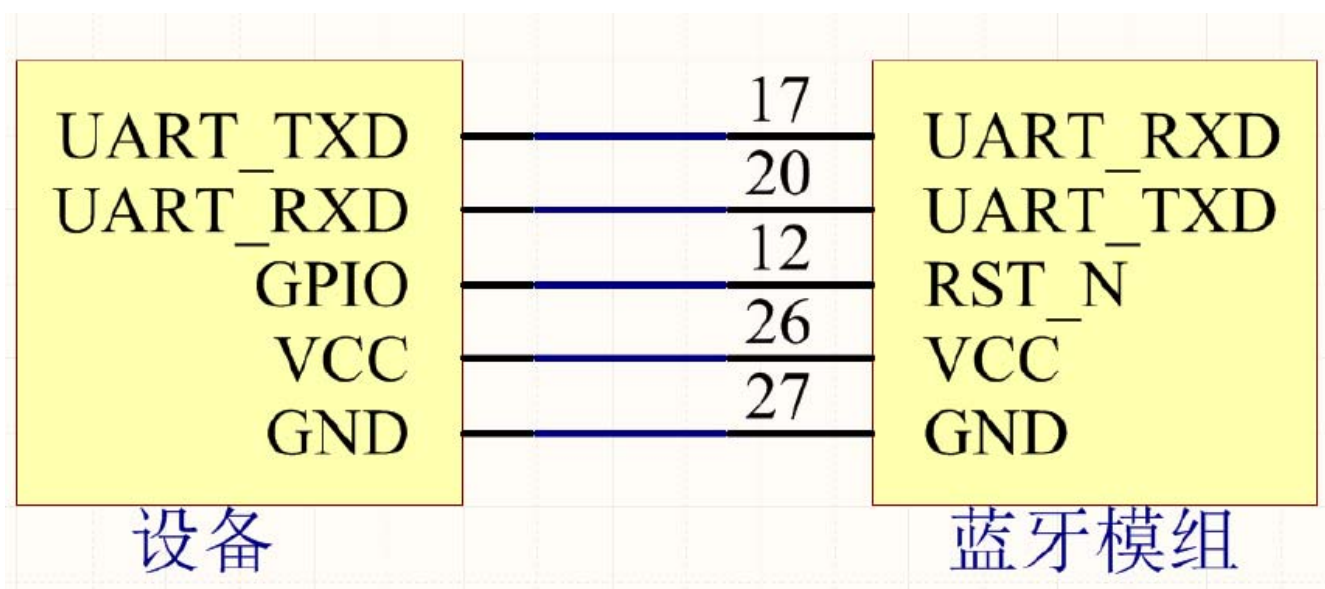 UART_TXD 17 UART_RXD
UART_RXD 20 UART_TXD
GPIO 12 RST_N
VCC 26 VCC
GND 27 GND
设备 蓝牙模组